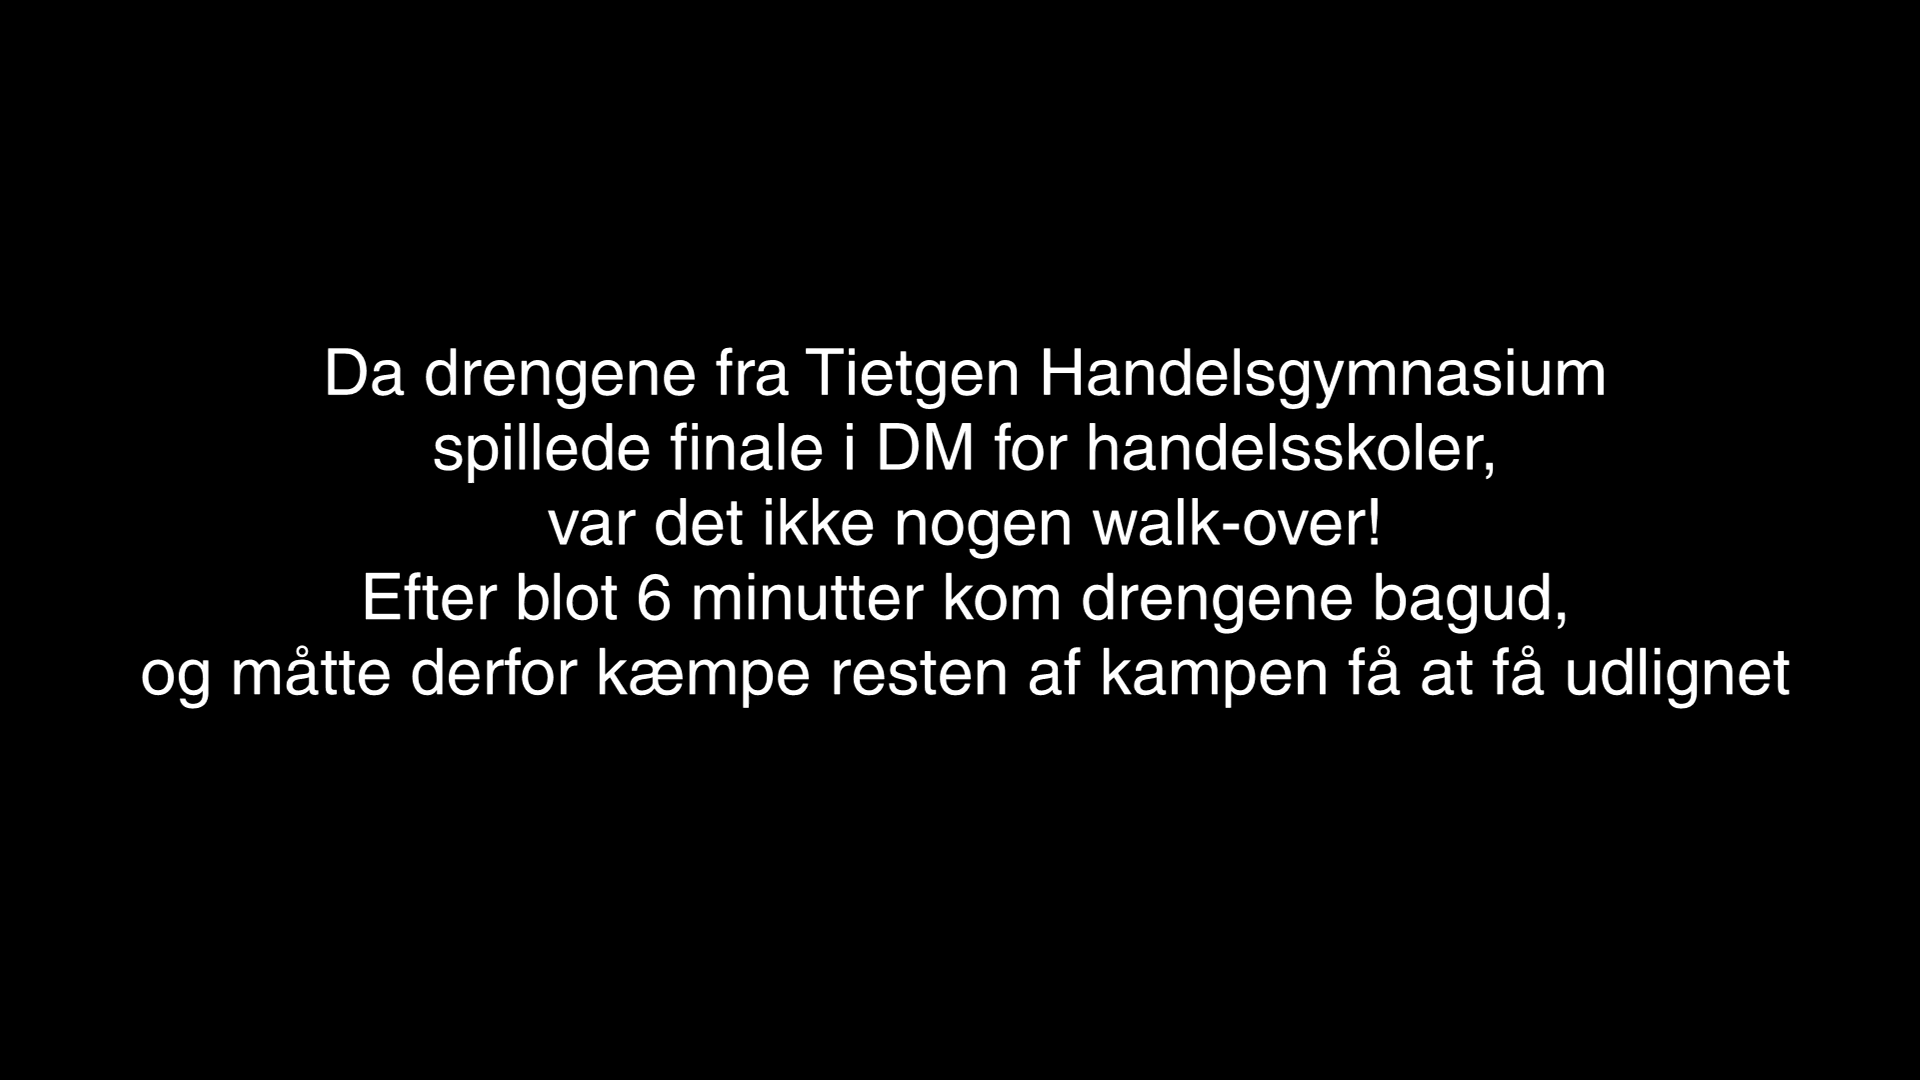 Da drengene fra Tietgen Handelsgymnasium
spillede finale i DM for handelsskoler,
var det ikke nogen walk-over!
Efter blot 6 minutter kom drengene bagud,
og måtte derfor kæmpe resten af kampen få at få udlignet